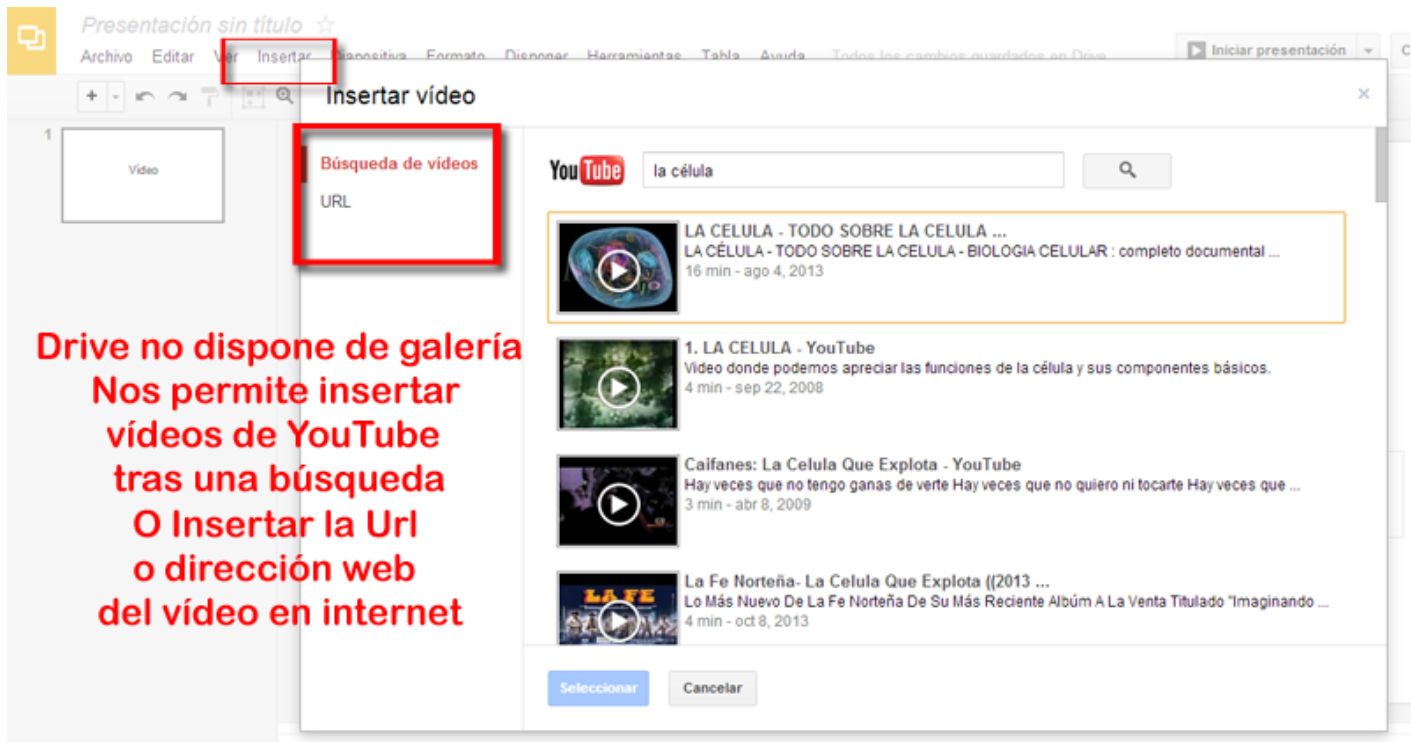 Presentación sin título
Archivo Editar Ver Insertar Diapositiva Formato Disponer Herramientas Tabla Ayuda Todos los cambios guardados en Drive
Iniciar presentación
Insertar vídeo
1
Vídeo
Búsqueda de vídeos
URL
YouTube
la célula
LA CELULA - TODO SOBRE LA CELULA ...
LA CÉLULA - TODO SOBRE LA CELULA - BIOLOGIA CELULAR : completo documental ...
16 min - ago 4, 2013
1. LA CELULA - YouTube
Video donde podemos apreciar las funciones de la célula y sus componentes básicos.
4 min - sep 22, 2008
Caifanes: La Celula Que Explota - YouTube
Hay veces que no tengo ganas de verte Hay veces que no quiero ni tocarte Hay veces que ...
3 min - abr 8, 2009
La Fe Norteña- La Celula Que Explota ((2013 ...
Lo Más Nuevo De La Fe Norteña De Su Más Reciente Albúm A La Venta Titulado "Imaginando ...
4 min - oct 8, 2013
LA FE
Seleccionar
Cancelar
Drive no dispone de galería
Nos permite insertar
vídeos de YouTube
tras una búsqueda
O Insertar la Url
o dirección web
del vídeo en internet